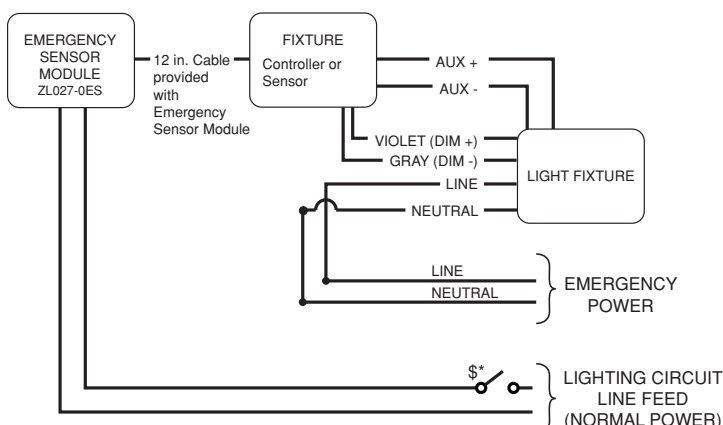 EMERGENCY
SENSOR
MODULE
ZL027-0ES
12 in. Cable
provided
with
Emergency
Sensor Module
FIXTURE
Controller or
Sensor
AUX +
AUX -
VIOLET (DIM +)
GRAY (DIM -)
LINE
NEUTRAL
LIGHT FIXTURE
LINE
NEUTRAL
EMERGENCY
POWER
$*
LIGHTING CIRCUIT
LINE FEED
(NORMAL POWER)